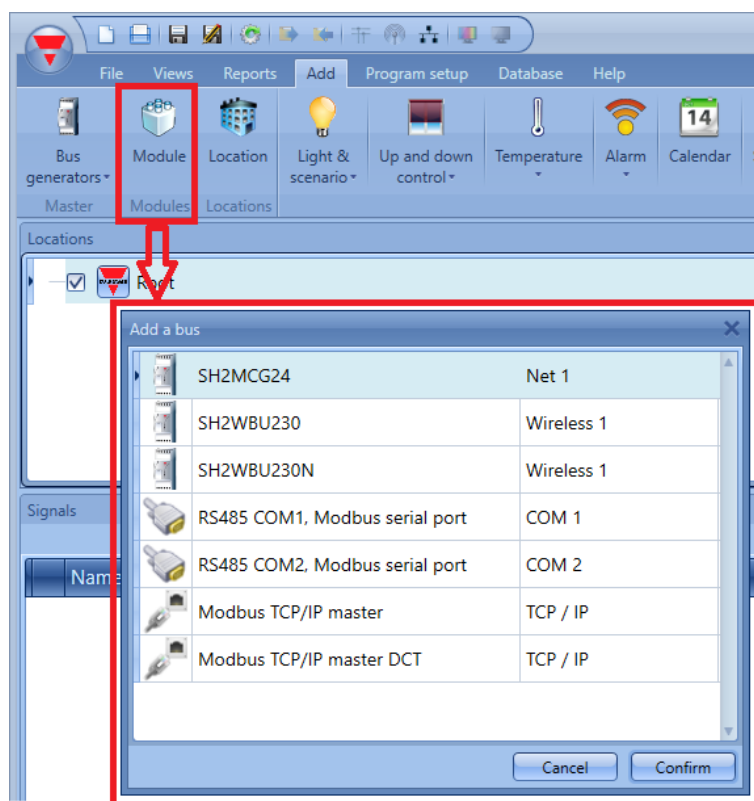 File Views Reports Add Program setup Database Help
Bus generators Module Location Light & scenario Up and down control Temperature Alarm 14 Calendar
Master Modules Locations
Locations
Root
Add a bus
SH2MCG24 Net 1
SH2WBU230 Wireless 1
SH2WBU230N Wireless 1
RS485 COM1, Modbus serial port COM 1
RS485 COM2, Modbus serial port COM 2
Signals
Name
Modbus TCP/IP master TCP / IP
Modbus TCP/IP master DCT TCP / IP
Cancel Confirm